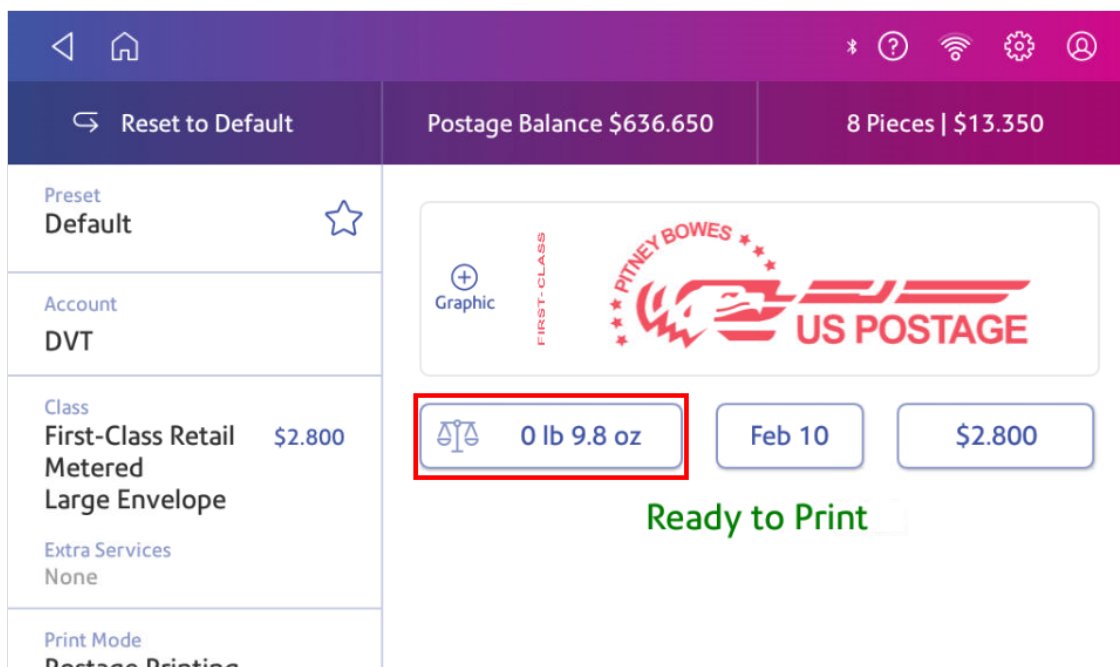 Reset to Default
Postage Balance $636.650
8 Pieces | $13.350
Preset
Default
Account
DVT
Class
First-Class Retail $2.800
Metered
Large Envelope
Extra Services
None
Print Mode
Postage Printing
Graphic
FIRST-CLASS
PITNEY BOWES
US POSTAGE
0 lb 9.8 oz
Feb 10
$2.800
Ready to Print